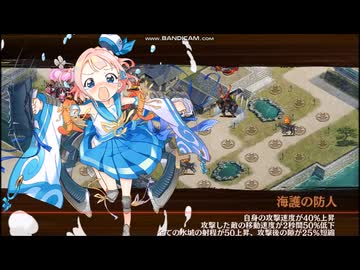 WWW.BANDICAM.COM
海護の防人
自身の攻撃速度が40%上昇
攻撃した敵の移動速度が2秒間50%低下
ての水城の射程が50上昇、攻撃後の隙が25%短縮